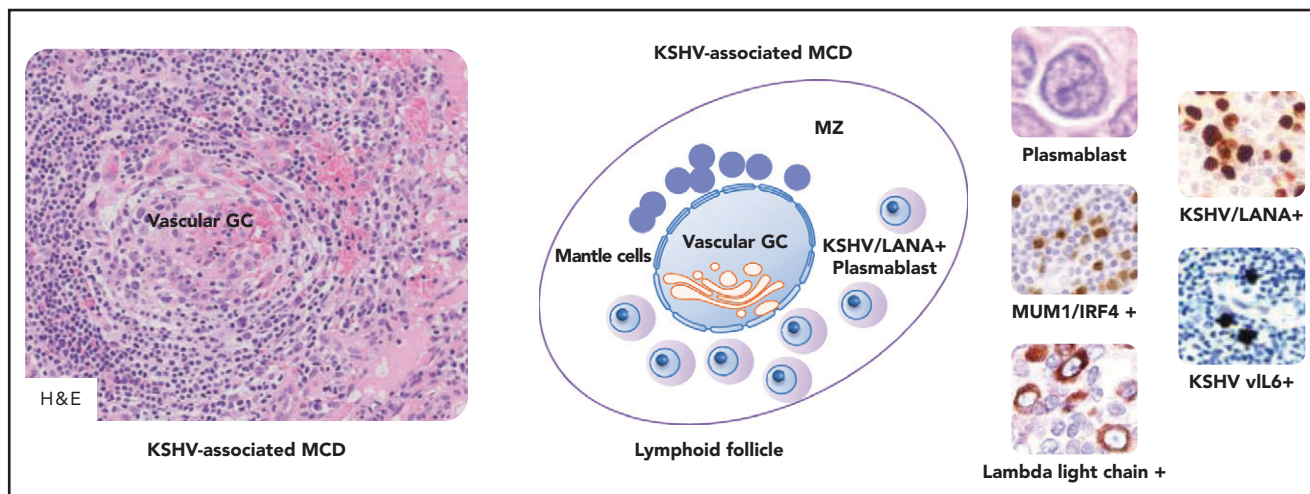 Vascular GC
H&E
KSHV-associated MCD
KSHV-associated MCD
MZ
Mantle cells
Vascular GC
KSHV/LANA+
Plasmablast
Lymphoid follicle
Plasmablast
MUM1/IRF4 +
Lambda light chain +
KSHV/LANA+
KSHV vIL6+